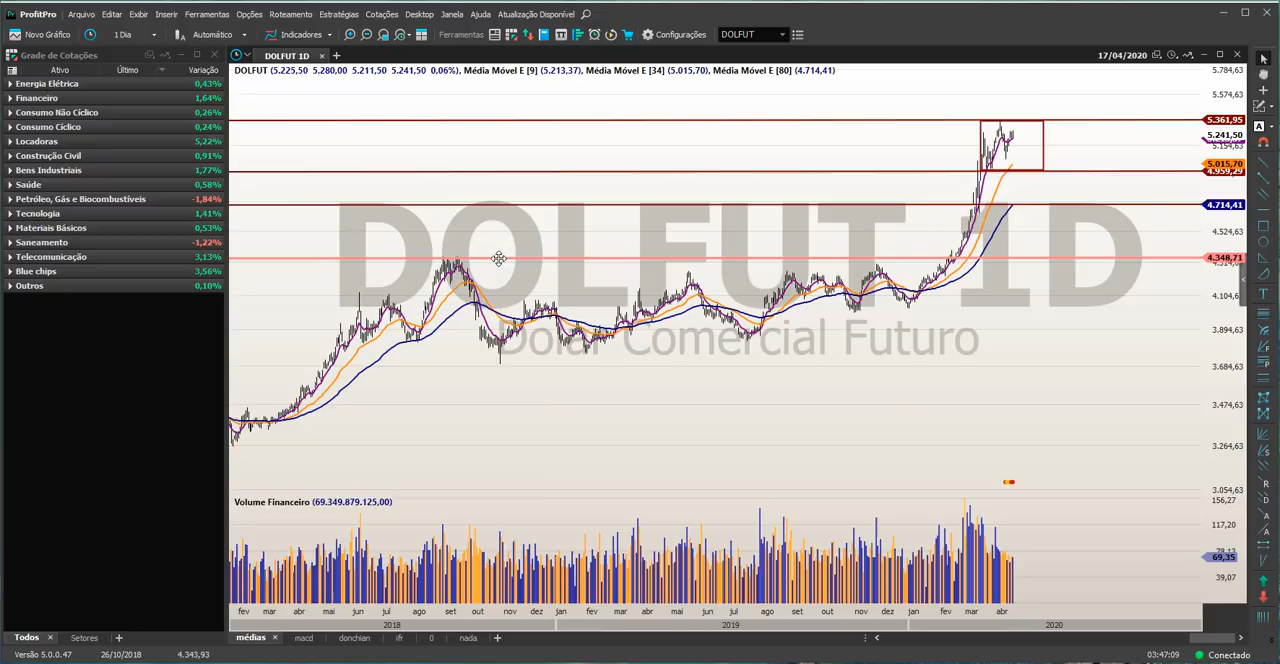 ProfitPro Arquivo Editar Exibir Inserir Ferramentas Opções Roteamento Estratégias Cotações Desktop Janela Ajuda Atualização Disponível
Novo Gráfico 1 Dia Automático Indicadores Ferramentas Configurações DOLFUT
Grade de Cotações
Ativo Último Variação
Energia Elétrica 0,43%
Financeiro 1,64%
Consumo Não Cíclico 0,26%
Consumo Cíclico 0,24%
Locadoras 5,22%
Construção Civil 0,91%
Bens Industriais 1,77%
Saúde 0,58%
Petróleo, Gás e Biocombustíveis -1,84%
Tecnologia 1,41%
Materiais Básicos 0,53%
Saneamento -1,22%
Telecomunicação 3,13%
Blue chips 3,56%
Outros 0,10%
DOLFUT 1D
17/04/2020
DOLFUT (5.225,50 5.280,00 5.211,50 5.241,50 0,06%), Média Móvel E [9] (5.213,37), Média Móvel E [34] (5.015,70), Média Móvel E [80] (4.714,41)
DOLFUT 1D
Dolar Comercial Futuro
5.784,63
5.574,63
5.361,95
5.241,50
5.154,63
5.015,70
4.959,29
4.714,41
4.524,63
4.348,71
4.104,63
3.894,63
3.684,63
3.474,63
3.264,63
3.054,63
Volume Financeiro (69.349.879.125,00)
156,27
117,20
78,13
69,35
39,07
fev mar abr mai jun jul ago set out nov dez jan fev mar abr mai jun jul ago set out nov dez jan fev mar abr
2018 2019 2020
Todos Setores
médias macd donchian ifr 0 nada
Versão 5.0.0.47 26/10/2018 4.343,93 03:47:09 Conectado